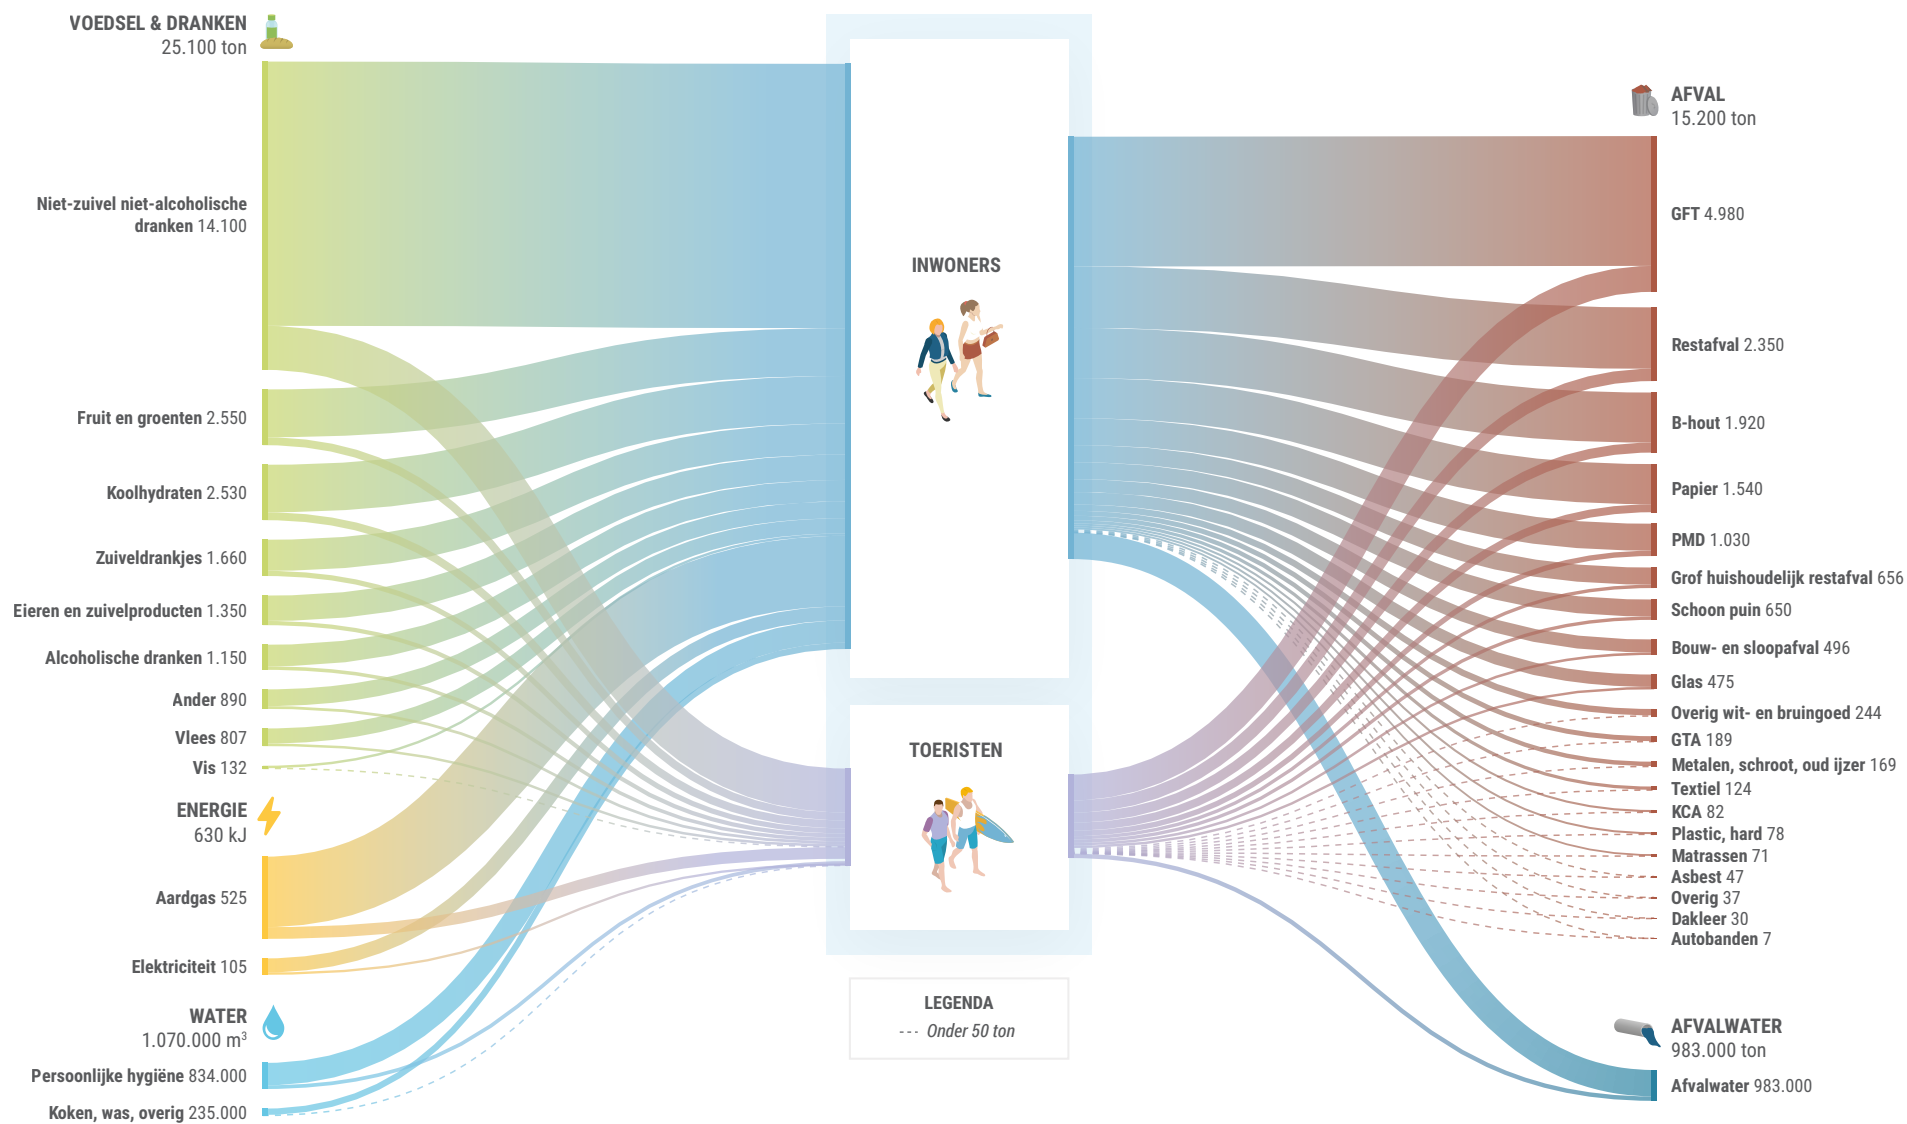 VOEDSEL & DRANKEN
25.100 ton
Niet-zuivel niet-alcoholische
dranken 14.100
Fruit en groenten 2.550
Koolhydraten 2.530
Zuiveldrankjes 1.660
Eieren en zuivelproducten 1.350
Alcoholische dranken 1.150
Ander 890
Vlees 807
Vis 132
ENERGIE
630 kJ
Aardgas 525
Elektriciteit 105
WATER
1.070.000 m³
Persoonlijke hygiëne 834.000
Koken, was, overig 235.000
INWONERS
TOERISTEN
LEGENDA
--- Onder 50 ton
AFVAL
15.200 ton
GFT 4.980
Restafval 2.350
B-hout 1.920
Papier 1.540
PMD 1.030
Grof huishoudelijk restafval 656
Schoon puin 650
Bouw- en sloopafval 496
Glas 475
Overig wit- en bruingoed 244
GTA 189
Metalen, schroot, oud ijzer 169
Textiel 124
KCA 82
Plastic, hard 78
Matrassen 71
Asbest 47
Overig 37
Dakleer 30
Autobanden 7
AFVALWATER
983.000 ton
Afvalwater 983.000